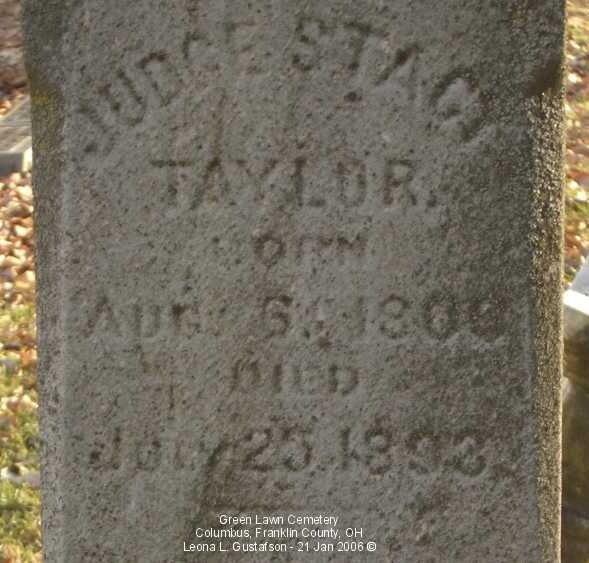 JUDGE STACY
TAYLOR.
BORN
AUG. 6, 1809
DIED
JULY 25, 1893.
Green Lawn Cemetery
Columbus, Franklin County, OH
Leona L. Gustafson - 21 Jan 2006 ©